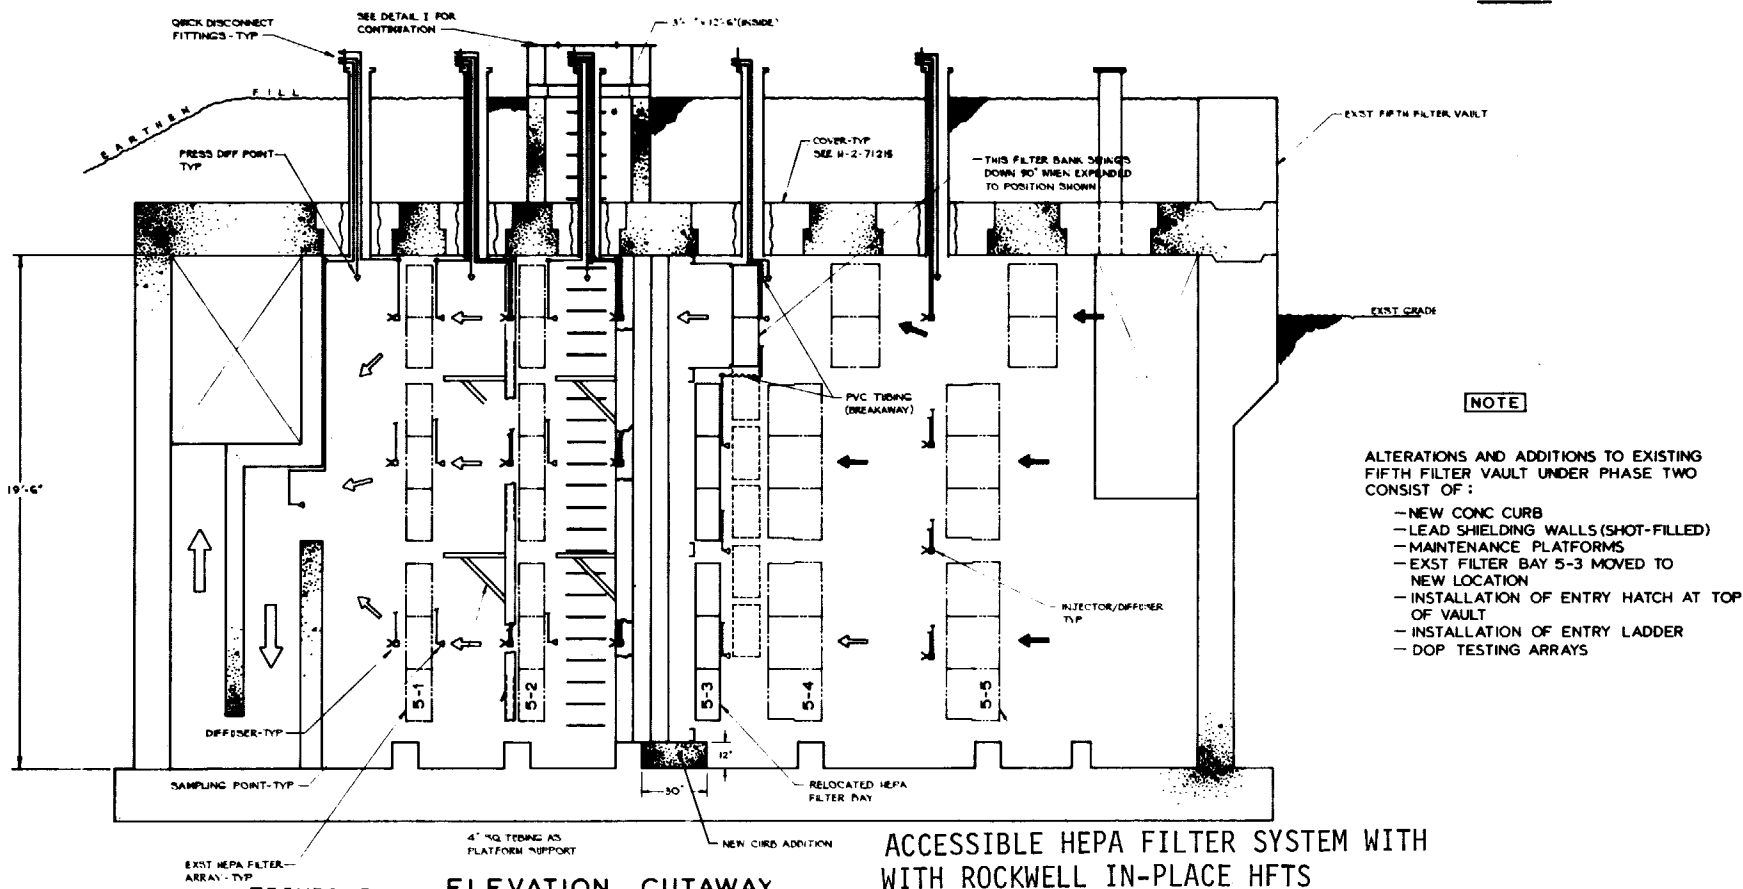 QUICK DISCONNECT
FITTINGS-TYP
SEE DETAIL I FOR
CONTINUATION
12'-6" (INSIDE)
EARTHEN FILL
EXST FIFTH FILTER VAULT
PRESS DIFF POINT
TYP
COVER-TYP
SEE H-2-71216
THIS FILTER BANK SWINGS
DOWN 90° WHEN EXPENDED
TO POSITION SHOWN
EXST GRADE
PVC TUBING
(BREAKAWAY)
19'-6"
NOTE
ALTERATIONS AND ADDITIONS TO EXISTING
FIFTH FILTER VAULT UNDER PHASE TWO
CONSIST OF:
-NEW CONC CURB
-LEAD SHIELDING WALLS (SHOT-FILLED)
-MAINTENANCE PLATFORMS
-EXST FILTER BAY 5-3 MOVED TO
NEW LOCATION
-INSTALLATION OF ENTRY HATCH AT TOP
OF VAULT
-INSTALLATION OF ENTRY LADDER
-DOP TESTING ARRAYS
INJECTOR/DIFFUSER
TYP
5-1
5-2
5-3
5-4
5-5
DIFFUSER-TYP
12"
30"
SAMPLING POINT-TYP
RELOCATED HEPA
FILTER BAY
4" SQ TUBING AS
PLATFORM SUPPORT
NEW CURB ADDITION
EXST HEPA FILTER
ARRAY-TYP
ELEVATION CUTAWAY
ACCESSIBLE HEPA FILTER SYSTEM WITH
WITH ROCKWELL IN-PLACE HFTS